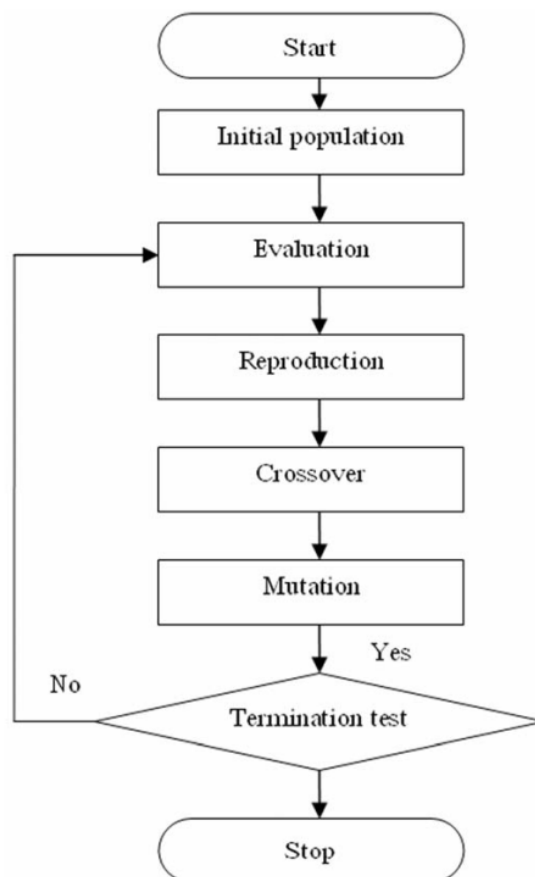 Start
Initial population
Evaluation
Reproduction
Crossover
Mutation
Yes
No
Termination test
Stop